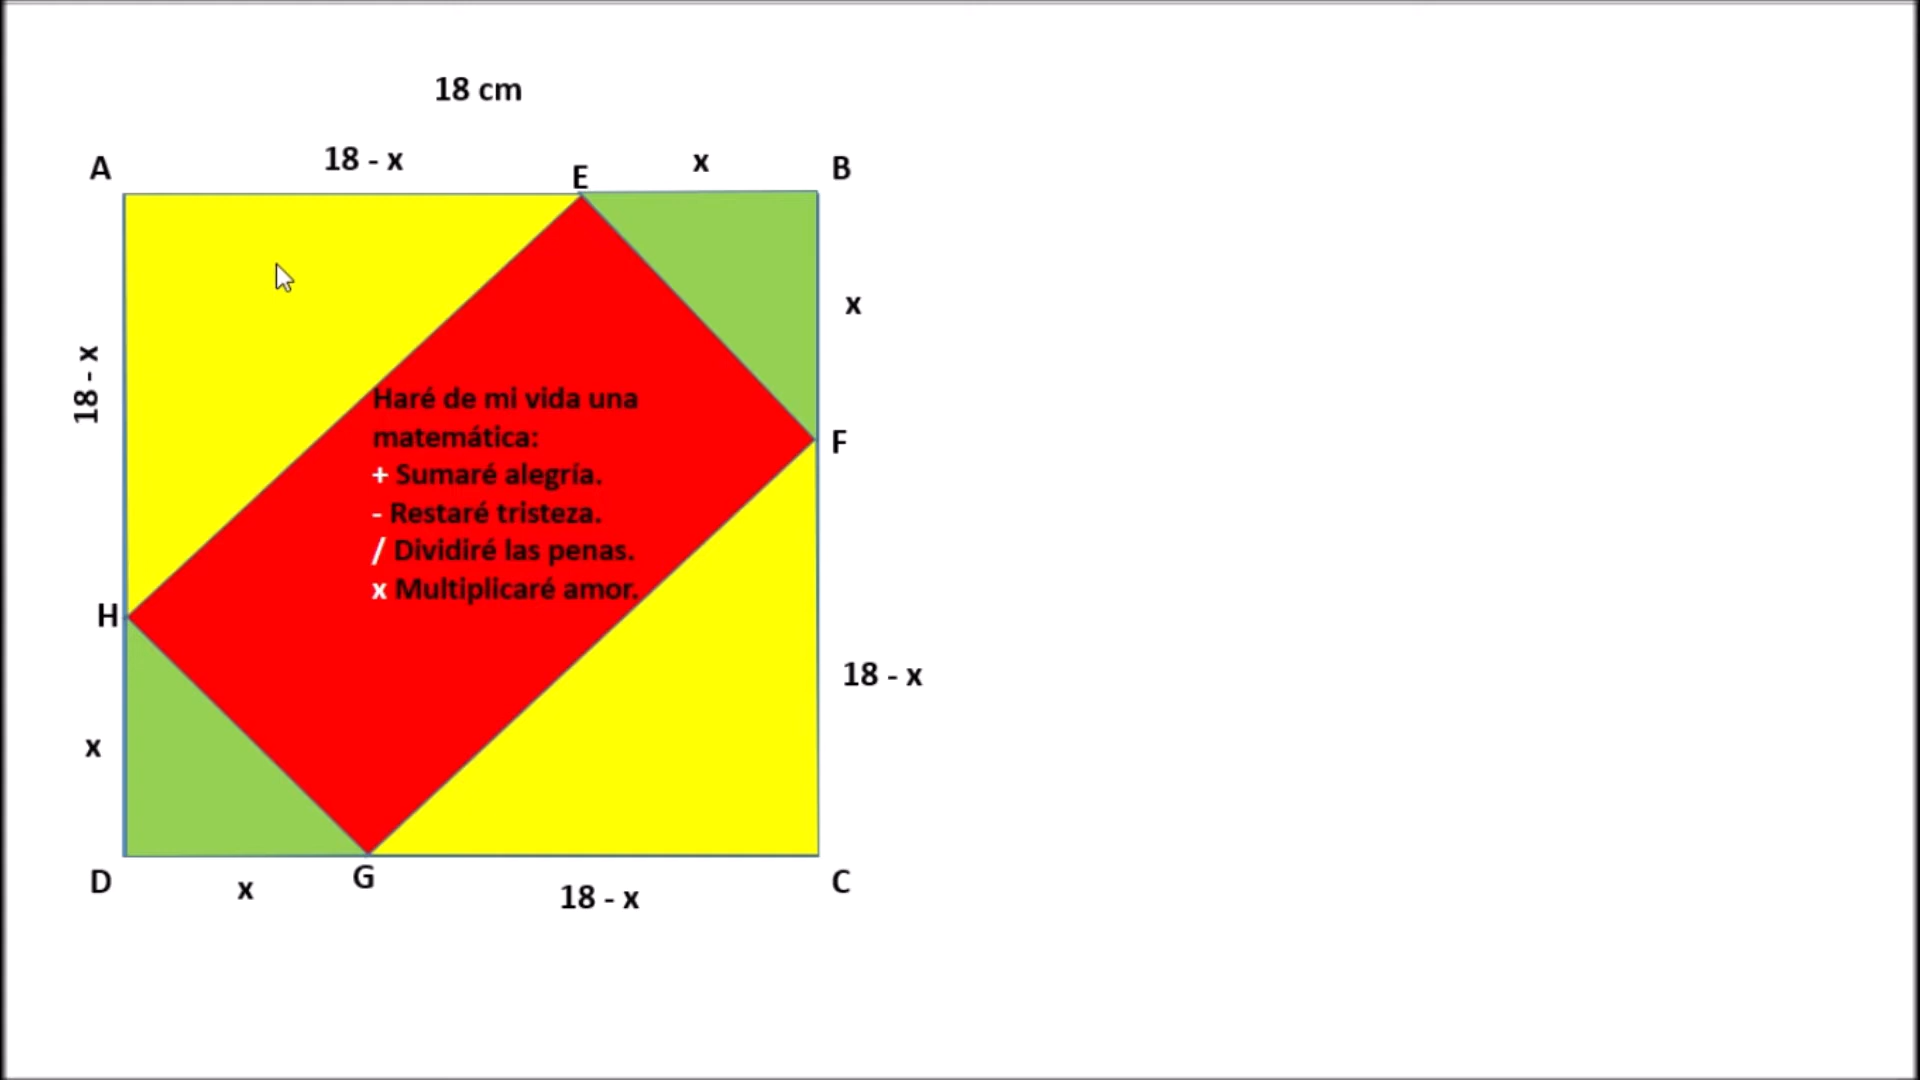 18 cm
18 - x
x
A
E
B
18 - x
x
Haré de mi vida una
matemática:
+ Sumaré alegría.
- Restaré tristeza.
/ Dividiré las penas.
x Multiplicaré amor.
F
H
18 - x
x
D
x
G
18 - x
C